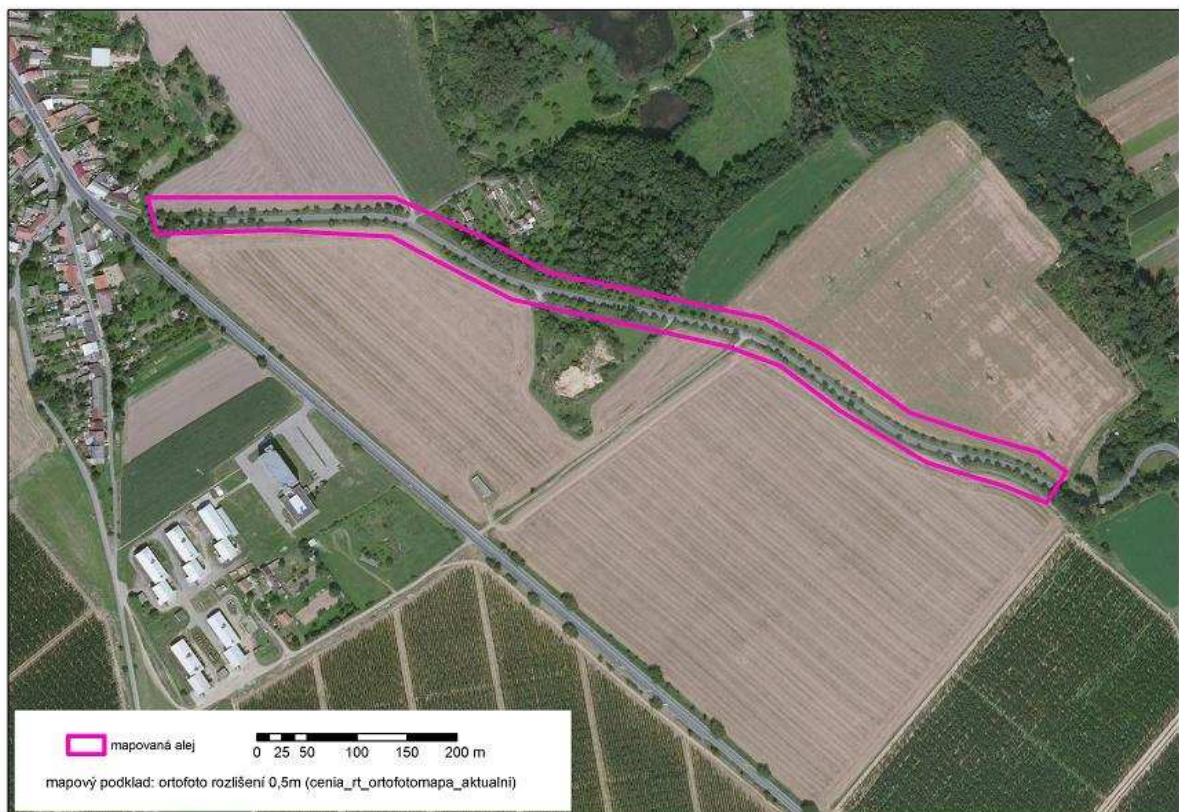 mapovaná alej
0 25 50 100 150 200 m
mapový podklad: ortofoto rozlišení 0,5m (cenia_rt_ortofotomapa_aktualni)